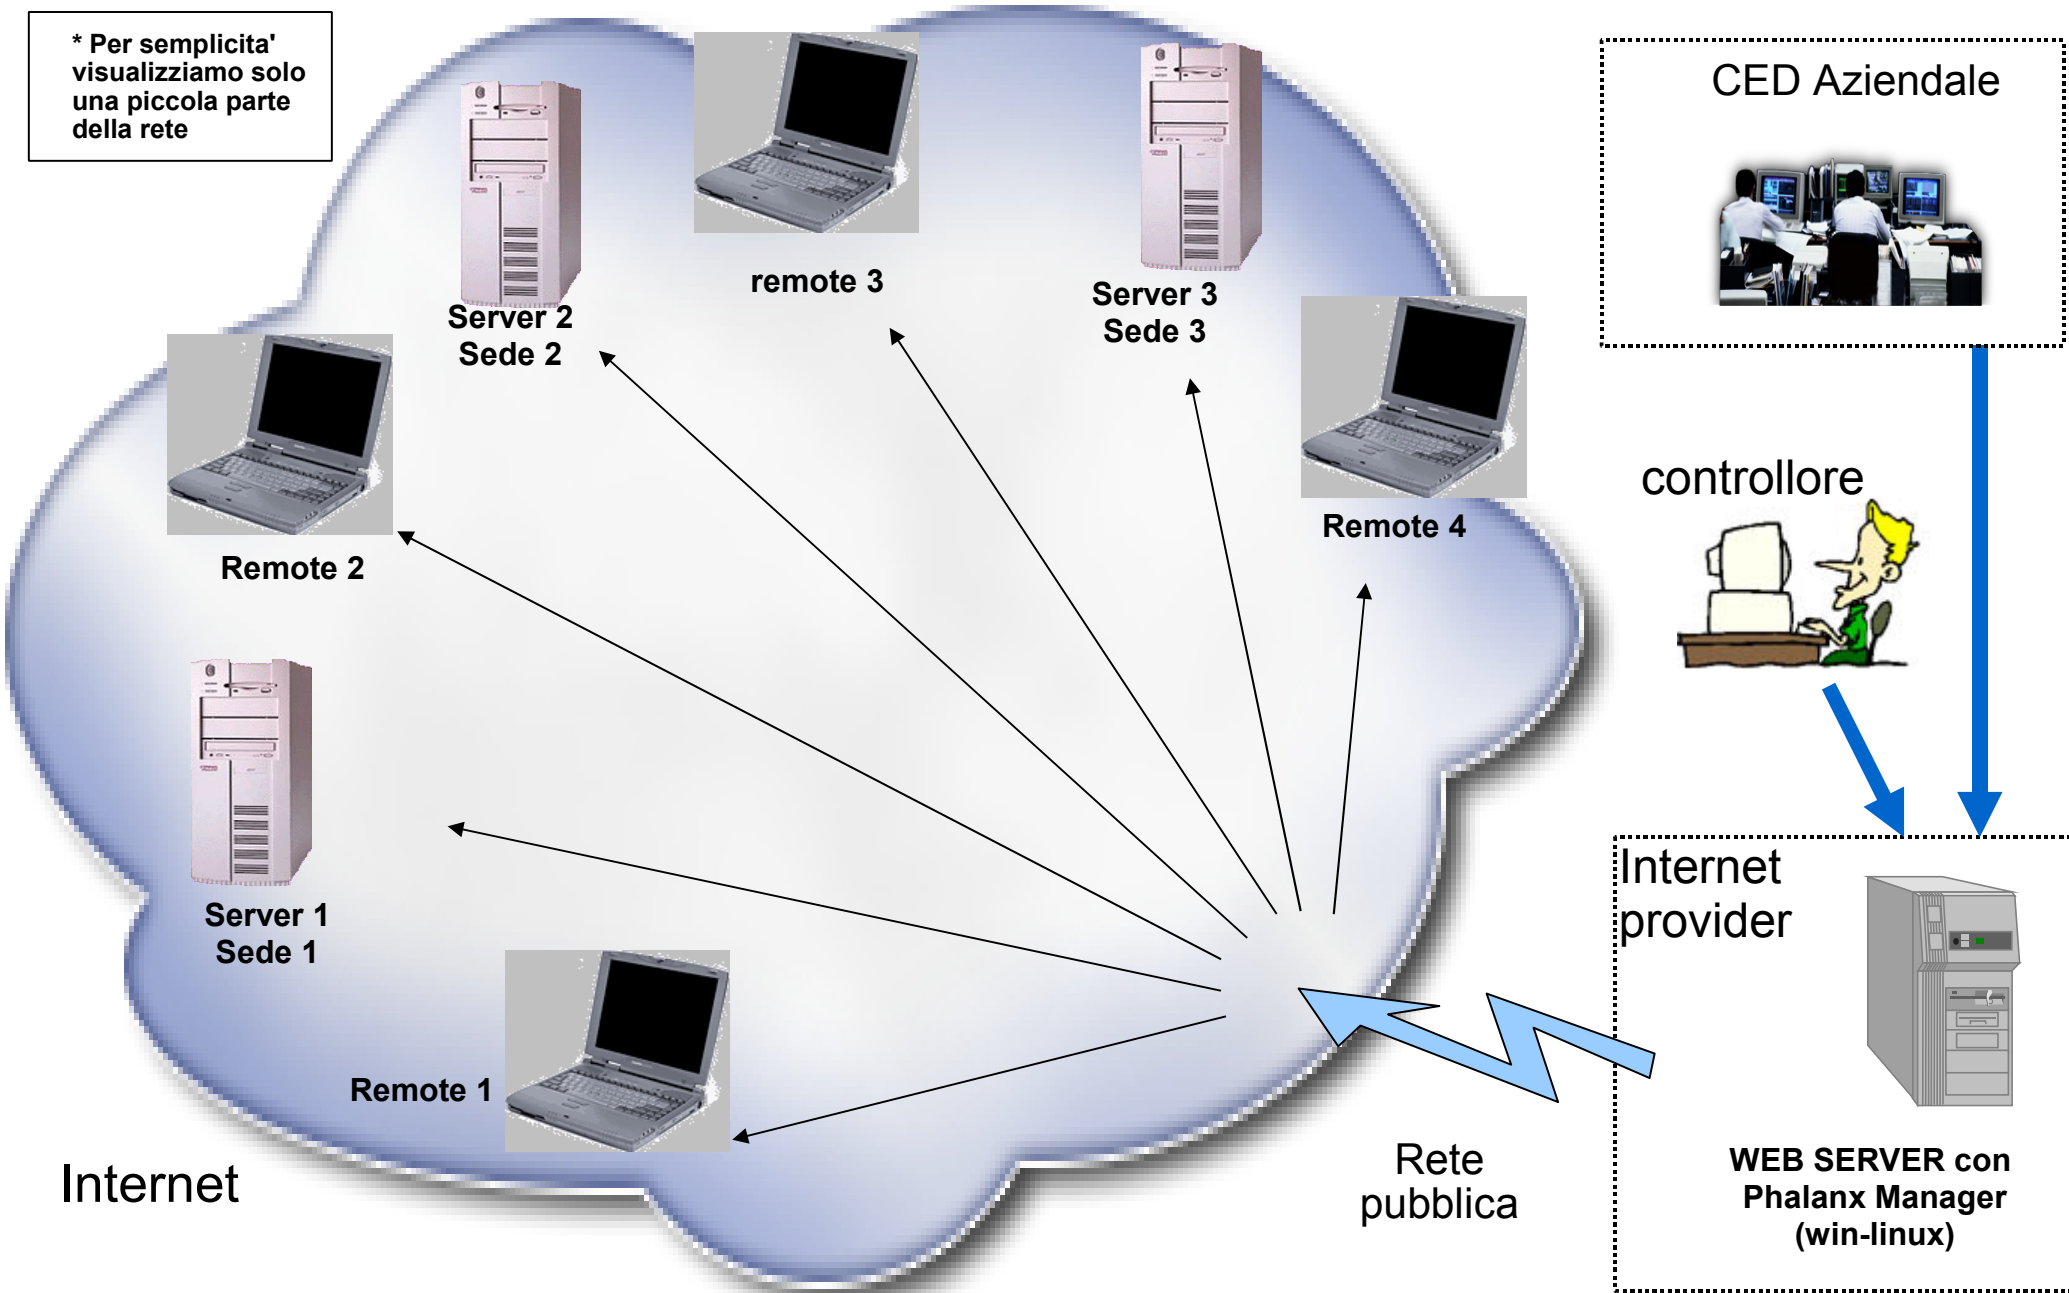 * Per semplicita'
visualizziamo solo
una piccola parte
della rete
CED Aziendale
remote 3
Server 3
Sede 3
Server 2
Sede 2
controllore
Remote 4
Remote 2
Internet
provider
Server 1
Sede 1
Remote 1
Internet
Rete
pubblica
WEB SERVER con
Phalanx Manager
(win-linux)